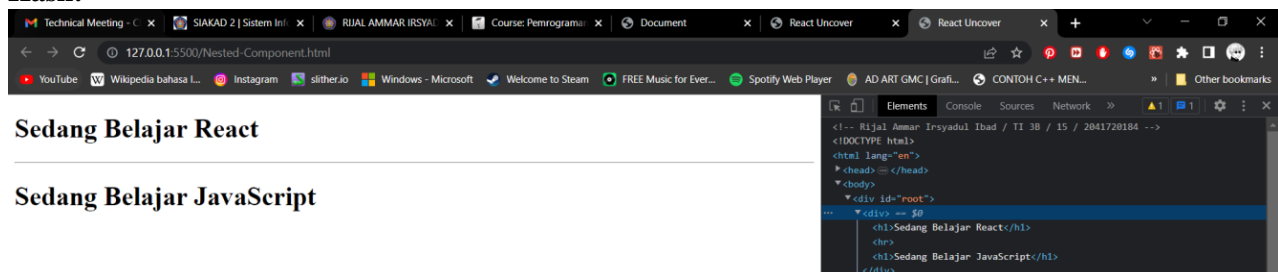 Technical Meeting - C
SIAKAD 2 | Sistem Info
RIJAL AMMAR IRSYAD
Course: Pemrograman
Document
React Uncover
React Uncover
127.0.0.1:5500/Nested-Component.html
YouTube
Wikipedia bahasa I...
Instagram
slither.io
Windows - Microsoft
Welcome to Steam
FREE Music for Ever...
Spotify Web Player
AD ART GMC | Grafi...
CONTOH C++ MEN...
»
Other bookmarks
Sedang Belajar React
Sedang Belajar JavaScript
Elements Console Sources Network » 1 1
<!-- Rijal Ammar Irsyadul Ibad / TI 3B / 15 / 2041720184 -->
<!DOCTYPE html>
<html lang="en">
<head> … </head>
<body>
<div id="root">
… <div> == $0
<h1>Sedang Belajar React</h1>
<hr>
<h1>Sedang Belajar JavaScript</h1>
</div>